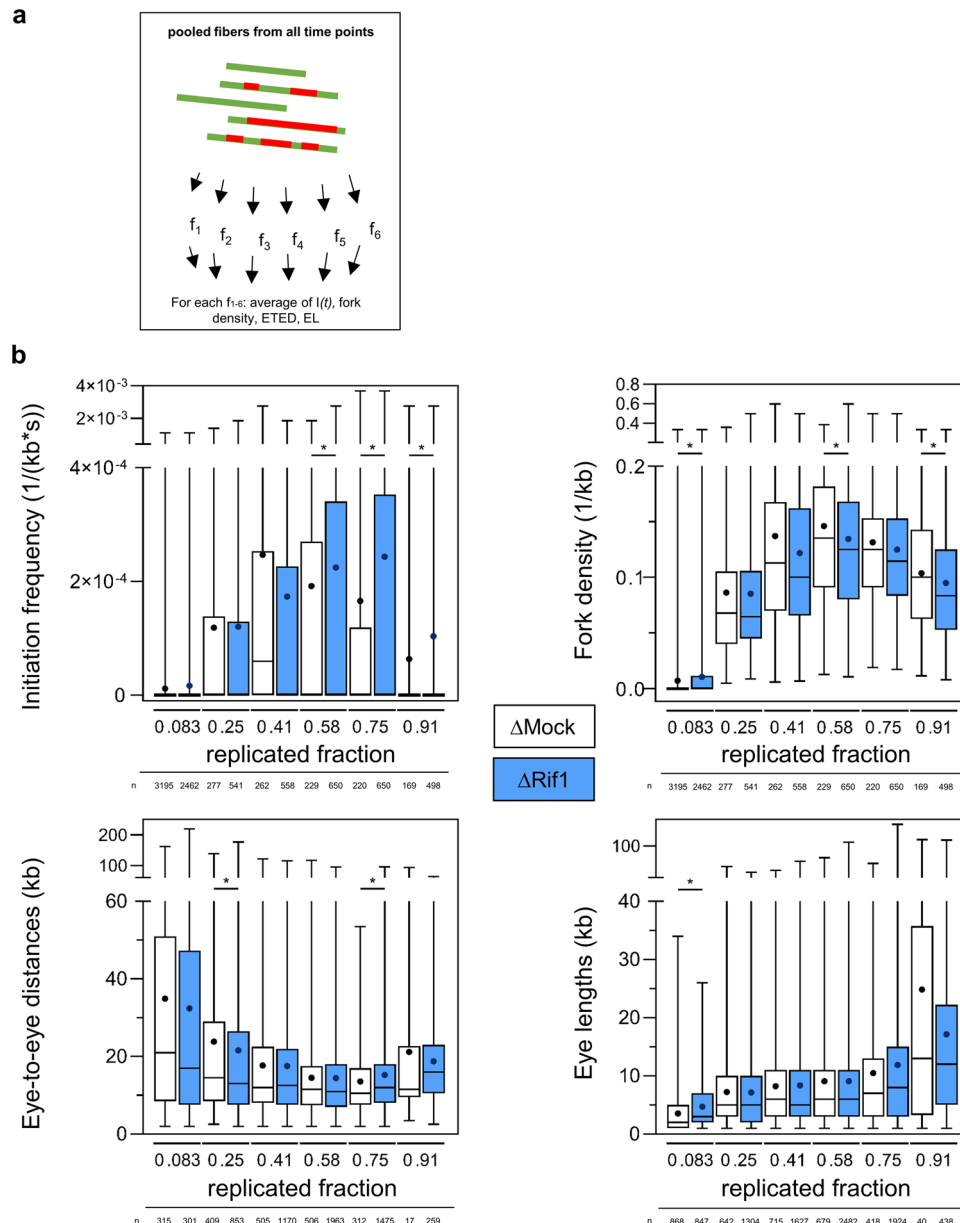 a
pooled fibers from all time points
f1 f2 f3 f4 f5 f6
For each f1-6: average of I(t), fork
density, ETED, EL
b
Initiation frequency (1/(kb*s))
4×10-3
2×10-3
4×10-4
2×10-4
0
* * *
0.083 0.25 0.41 0.58 0.75 0.91
replicated fraction
n 3195 2462 277 541 262 558 229 650 220 650 169 498
Fork density (1/kb)
0.8
0.6
0.4
0.2
0.1
0.0
* * *
0.083 0.25 0.41 0.58 0.75 0.91
replicated fraction
n 3195 2462 277 541 262 558 229 650 220 650 169 498
ΔMock
ΔRif1
Eye-to-eye distances (kb)
200
100
60
40
20
0
* *
0.083 0.25 0.41 0.58 0.75 0.91
replicated fraction
n 315 301 409 853 505 1170 506 1963 312 1475 17 259
Eye lengths (kb)
100
40
30
20
10
0
*
0.083 0.25 0.41 0.58 0.75 0.91
replicated fraction
n 868 847 642 1304 715 1627 679 2482 418 1924 40 438